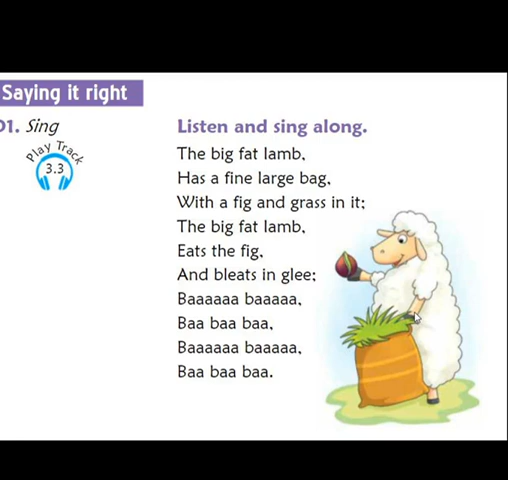 Saying it right
01. Sing
Play Track
3.3
Listen and sing along.
The big fat lamb,
Has a fine large bag,
With a fig and grass in it;
The big fat lamb,
Eats the fig,
And bleats in glee;
Baaaaaa baaaaa,
Baa baa baa,
Baaaaaa baaaaa,
Baa baa baa.